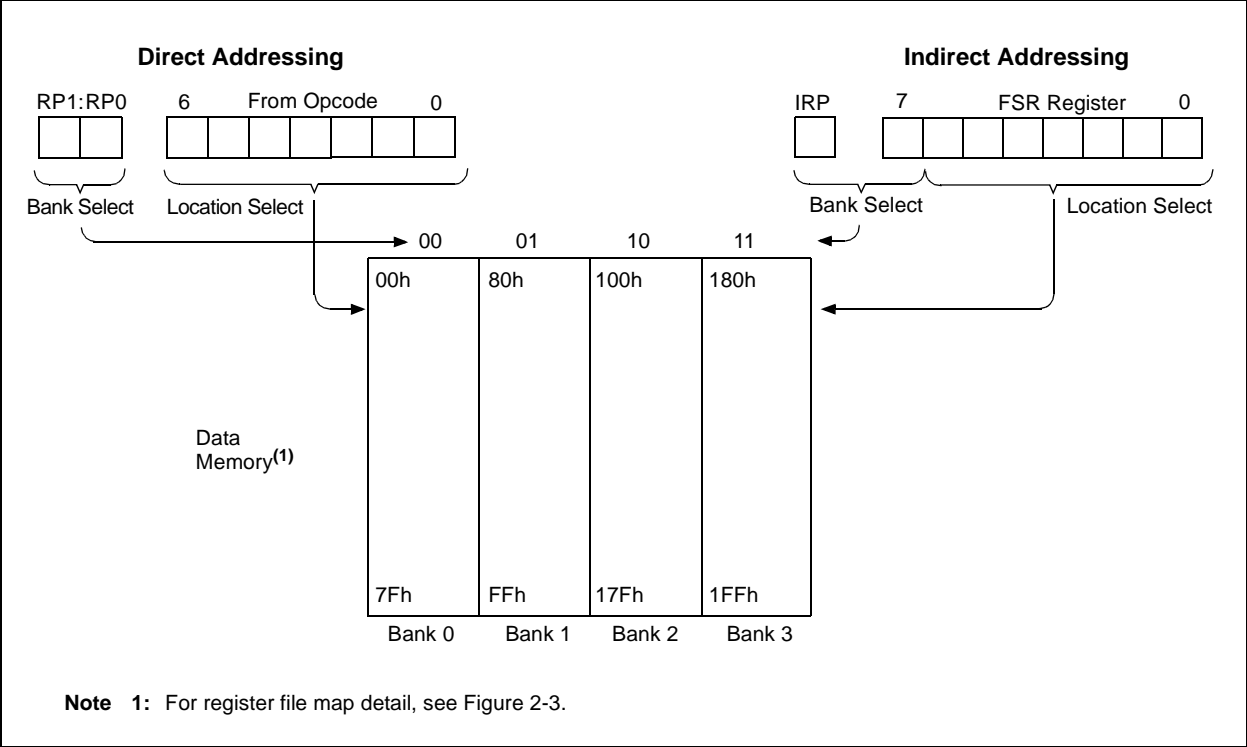 Direct Addressing
Indirect Addressing
RP1:RP0
6 From Opcode 0
IRP
7 FSR Register 0
Bank Select
Location Select
Bank Select
Location Select
00 01 10 11
00h 80h 100h 180h
Data
Memory(1)
7Fh FFh 17Fh 1FFh
Bank 0 Bank 1 Bank 2 Bank 3
Note 1: For register file map detail, see Figure 2-3.